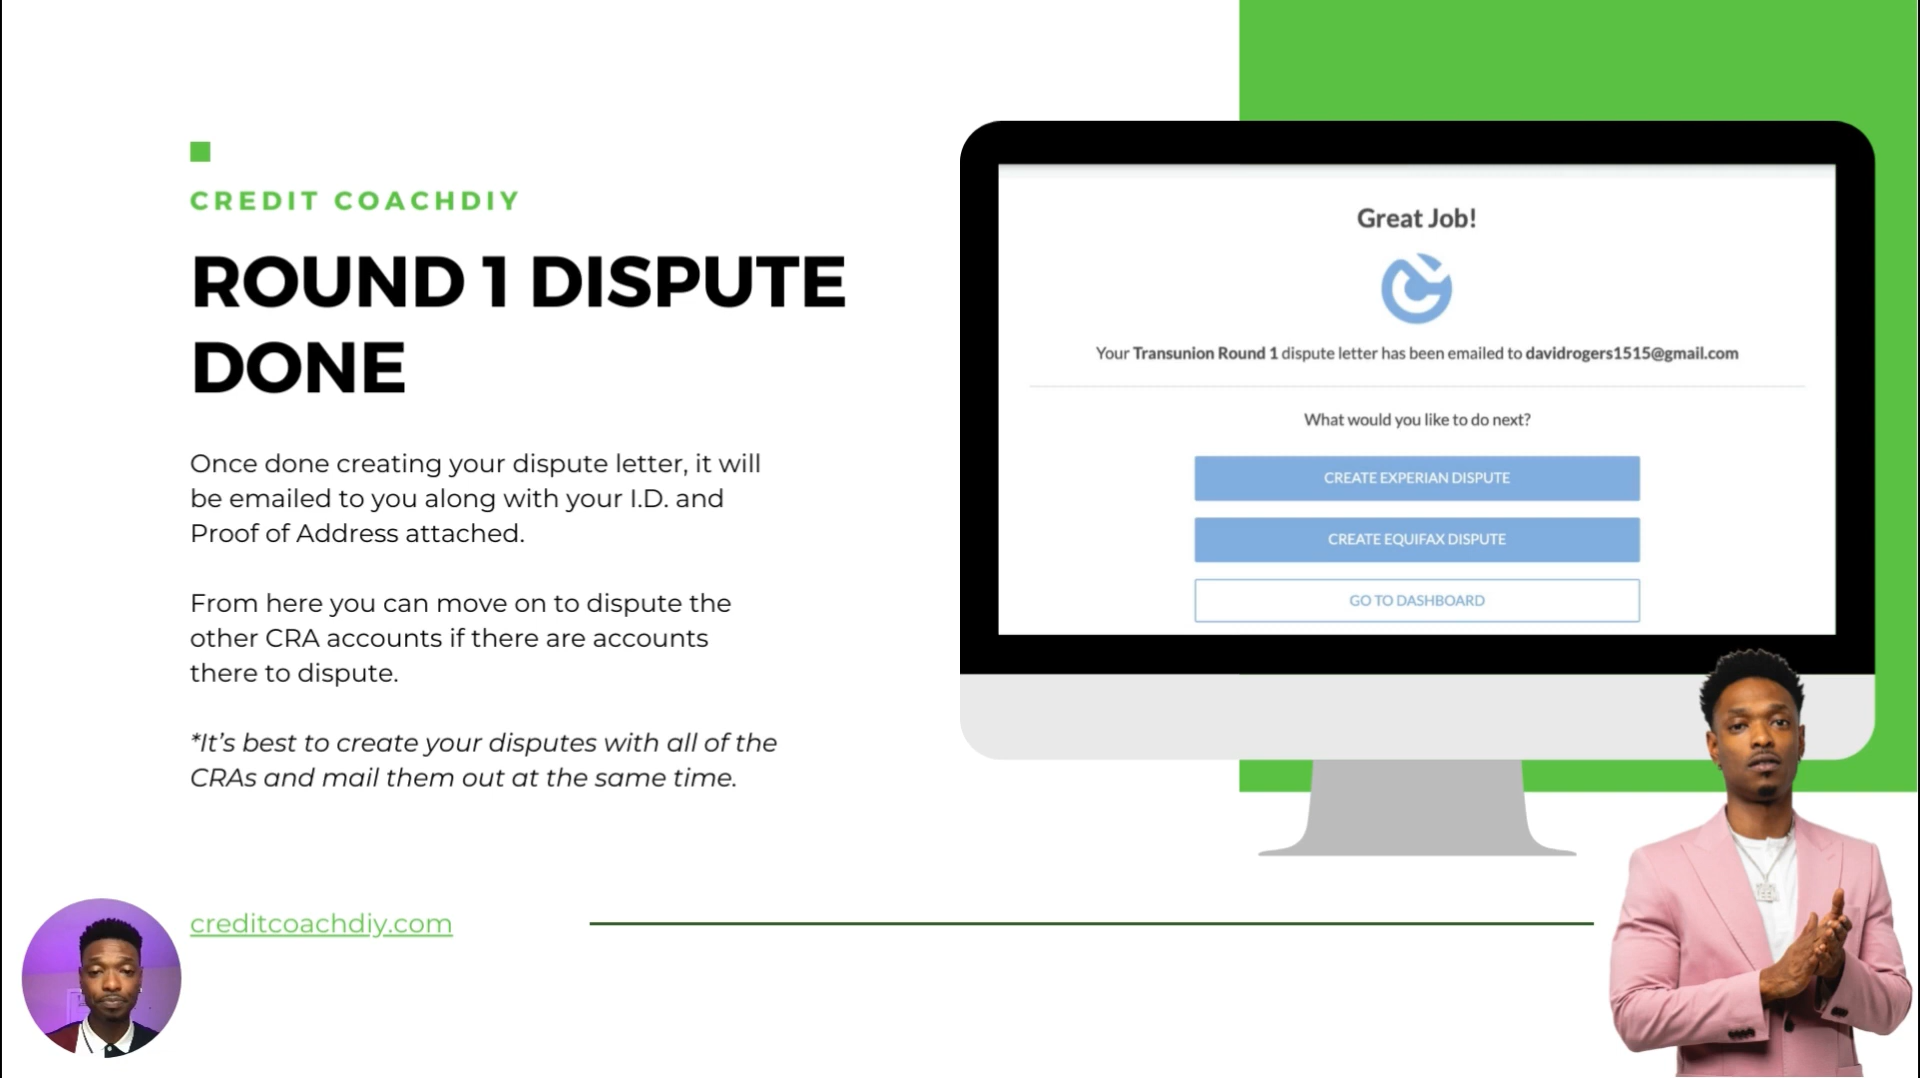 CREDIT COACHDIY
ROUND 1 DISPUTE
DONE
Once done creating your dispute letter, it will
be emailed to you along with your I.D. and
Proof of Address attached.
From here you can move on to dispute the
other CRA accounts if there are accounts
there to dispute.
*It's best to create your disputes with all of the
CRAs and mail them out at the same time.
creditcoachdiy.com
Great Job!
Your Transunion Round 1 dispute letter has been emailed to davidrogers1515@gmail.com
What would you like to do next?
CREATE EXPERIAN DISPUTE
CREATE EQUIFAX DISPUTE
GO TO DASHBOARD